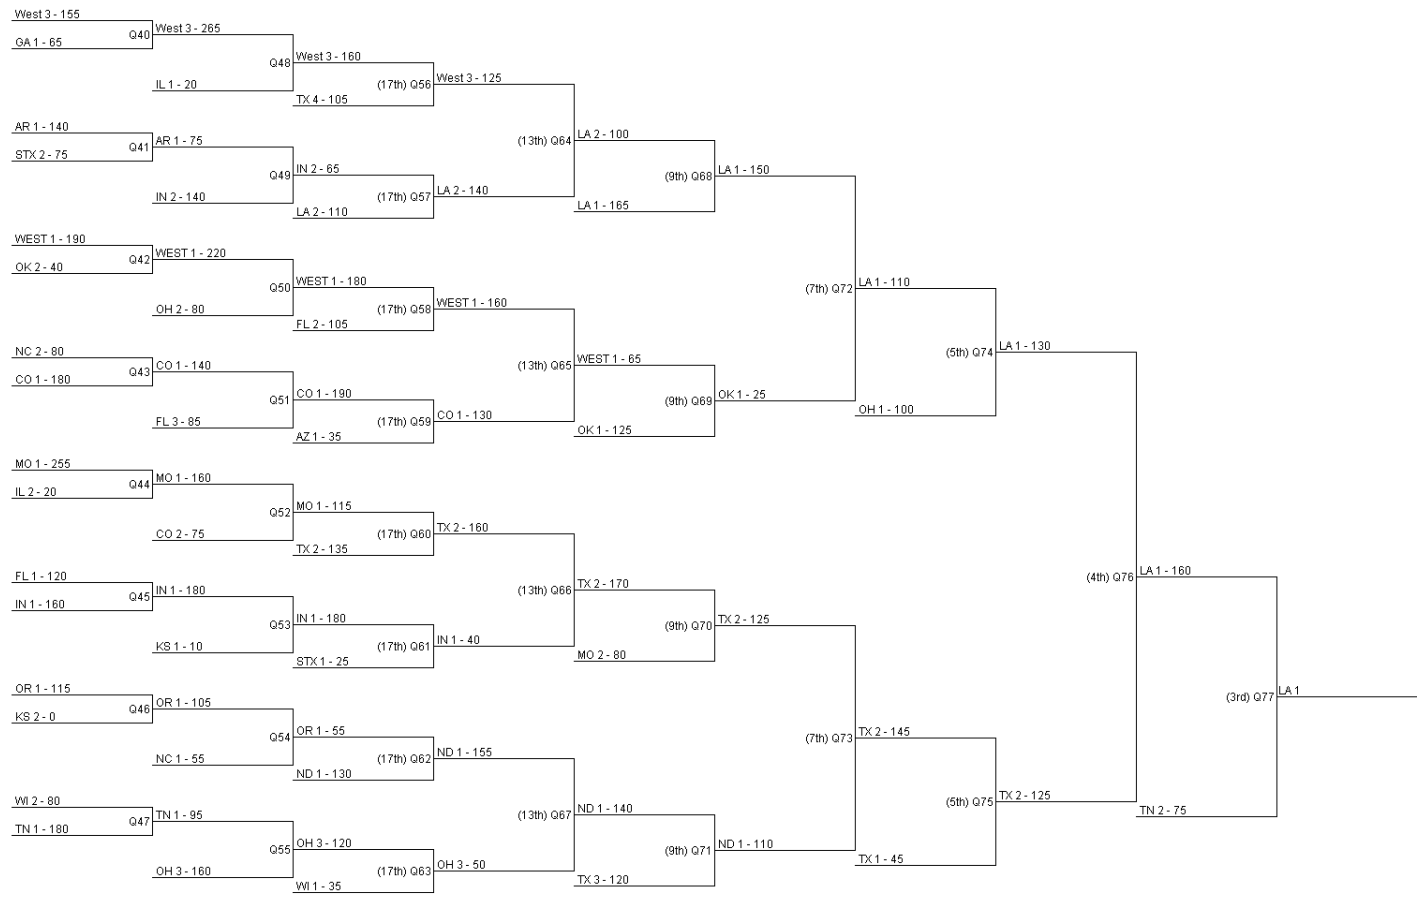 West 3 - 155
GA 1 - 65
Q40
West 3 - 265
IL 1 - 20
Q48
West 3 - 160
TX 4 - 105
(17th) Q56
West 3 - 125
AR 1 - 140
STX 2 - 75
Q41
AR 1 - 75
IN 2 - 140
Q49
IN 2 - 65
LA 2 - 110
(17th) Q57
LA 2 - 140
(13th) Q64
LA 2 - 100
LA 1 - 165
(9th) Q68
LA 1 - 150
WEST 1 - 190
OK 2 - 40
Q42
WEST 1 - 220
OH 2 - 80
Q50
WEST 1 - 180
FL 2 - 105
(17th) Q58
WEST 1 - 160
NC 2 - 80
CO 1 - 180
Q43
CO 1 - 140
FL 3 - 85
Q51
CO 1 - 190
AZ 1 - 35
(17th) Q59
CO 1 - 130
(13th) Q65
WEST 1 - 65
OK 1 - 125
(9th) Q69
OK 1 - 25
(7th) Q72
LA 1 - 110
OH 1 - 100
(5th) Q74
LA 1 - 130
MO 1 - 255
IL 2 - 20
Q44
MO 1 - 160
CO 2 - 75
Q52
MO 1 - 115
TX 2 - 135
(17th) Q60
TX 2 - 160
FL 1 - 120
IN 1 - 160
Q45
IN 1 - 180
KS 1 - 10
Q53
IN 1 - 180
STX 1 - 25
(17th) Q61
IN 1 - 40
(13th) Q66
TX 2 - 170
MO 2 - 80
(9th) Q70
TX 2 - 125
OR 1 - 115
KS 2 - 0
Q46
OR 1 - 105
NC 1 - 55
Q54
OR 1 - 55
ND 1 - 130
(17th) Q62
ND 1 - 155
WI 2 - 80
TN 1 - 180
Q47
TN 1 - 95
OH 3 - 160
Q55
OH 3 - 120
WI 1 - 35
(17th) Q63
OH 3 - 50
(13th) Q67
ND 1 - 140
TX 3 - 120
(9th) Q71
ND 1 - 110
(7th) Q73
TX 2 - 145
TX 1 - 45
(5th) Q75
TX 2 - 125
(4th) Q76
LA 1 - 160
TN 2 - 75
(3rd) Q77
LA 1